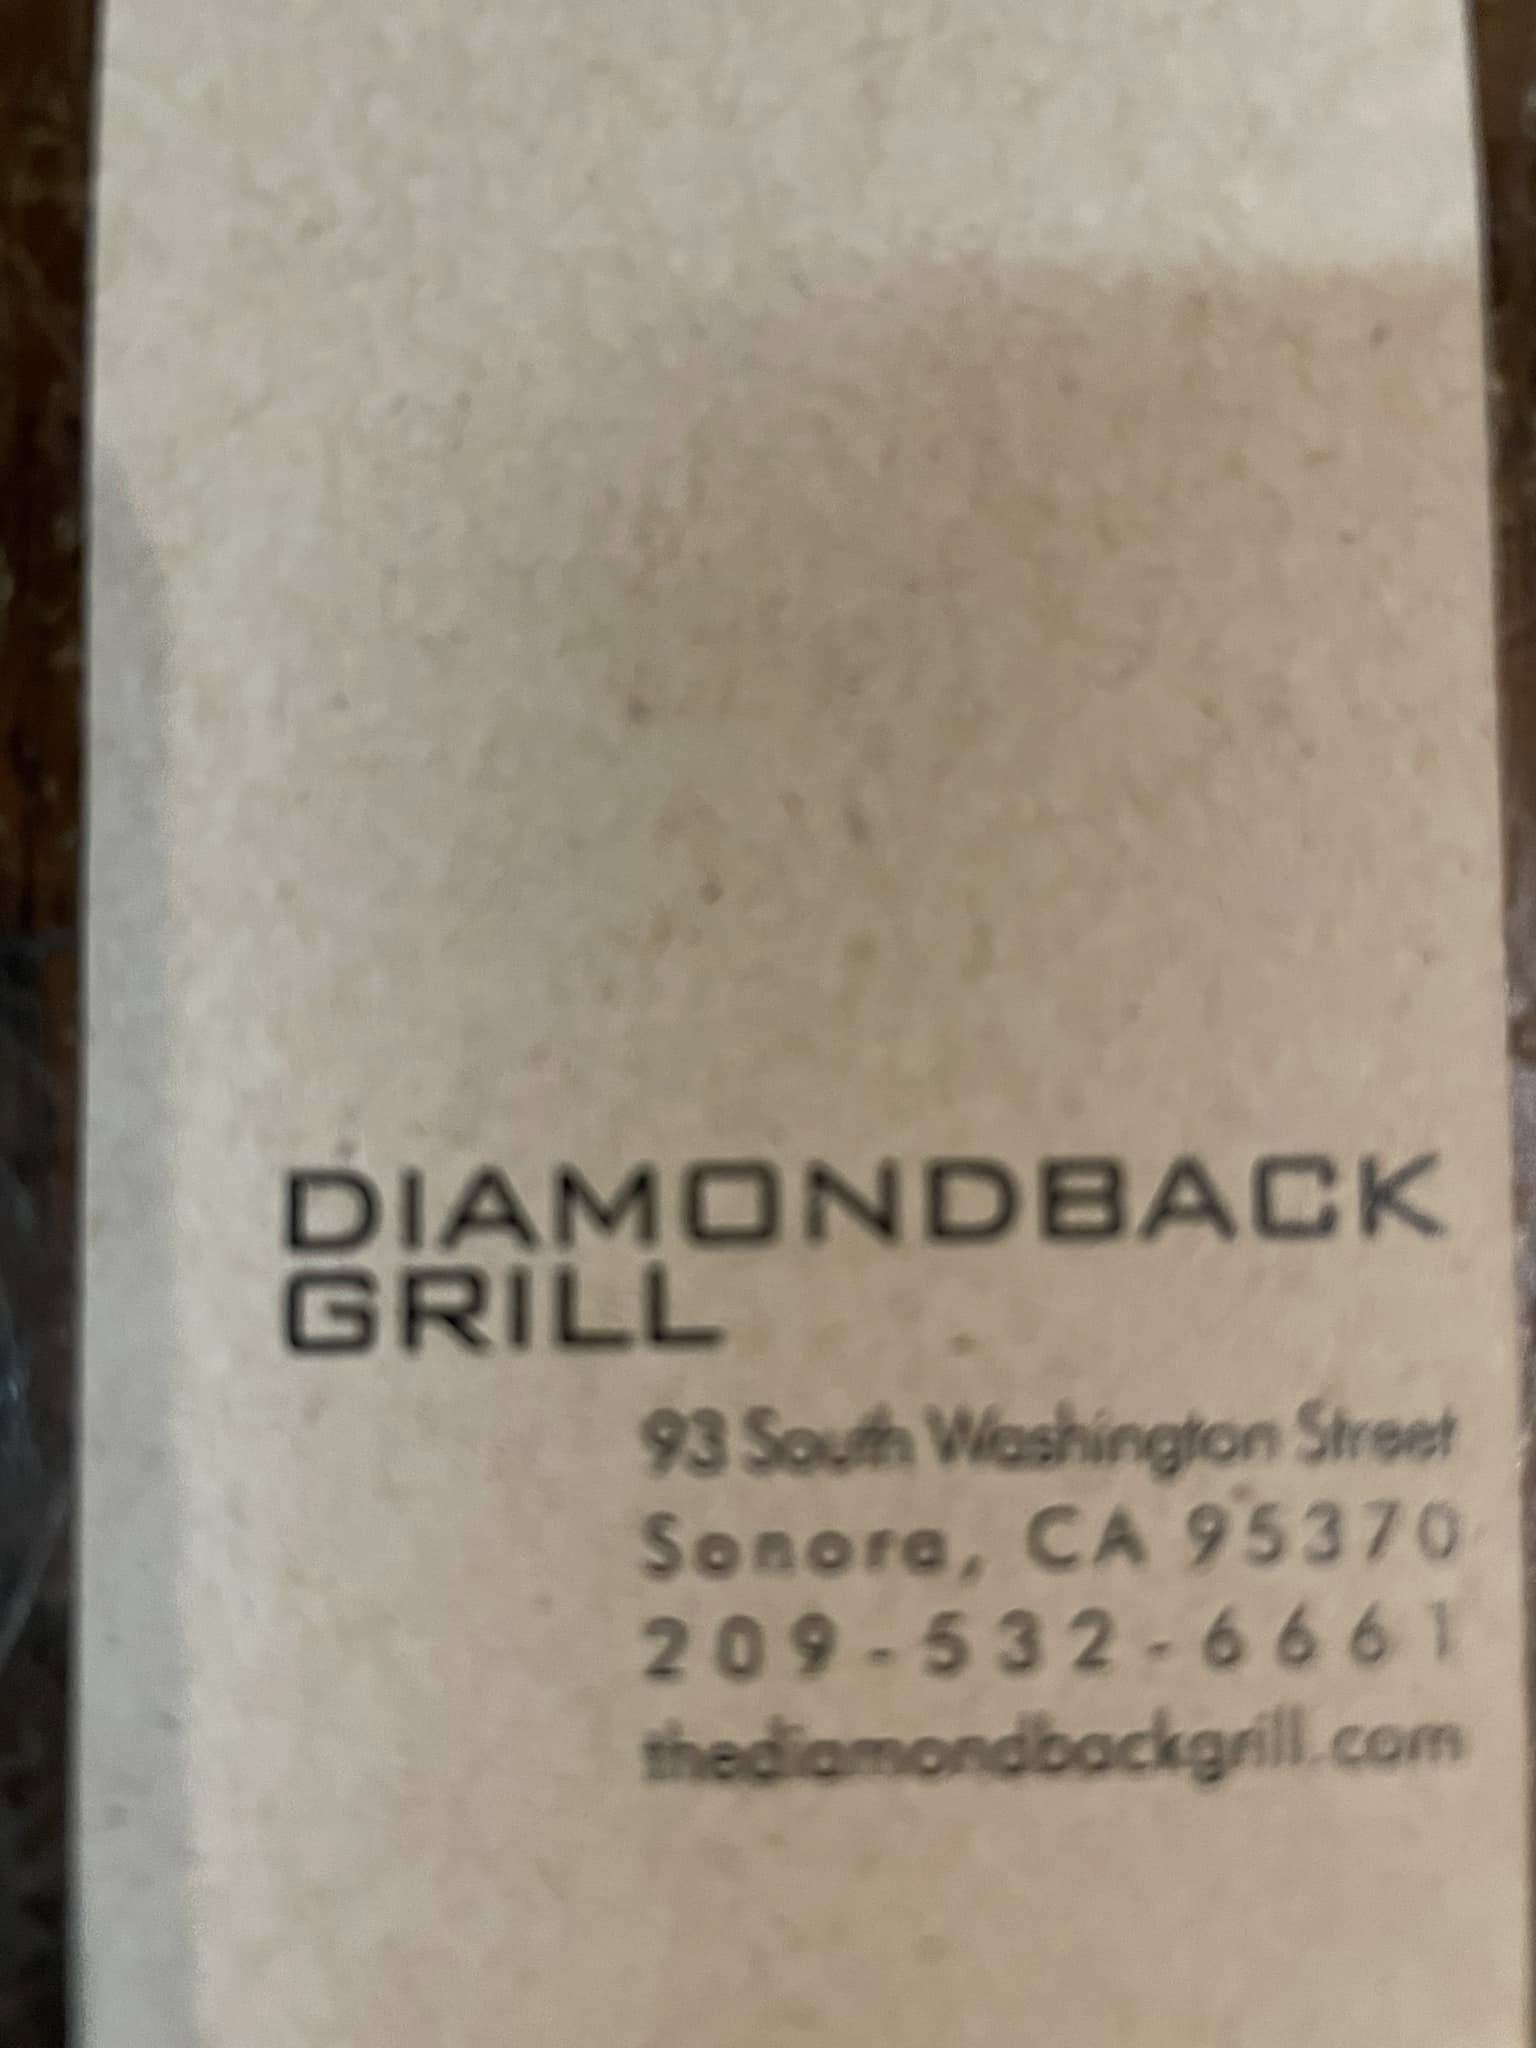 DIAMONDBACK
GRILL
93 South Washington Street
Sonora, CA 95370
209-532-6661
thediamondbackgrill.com